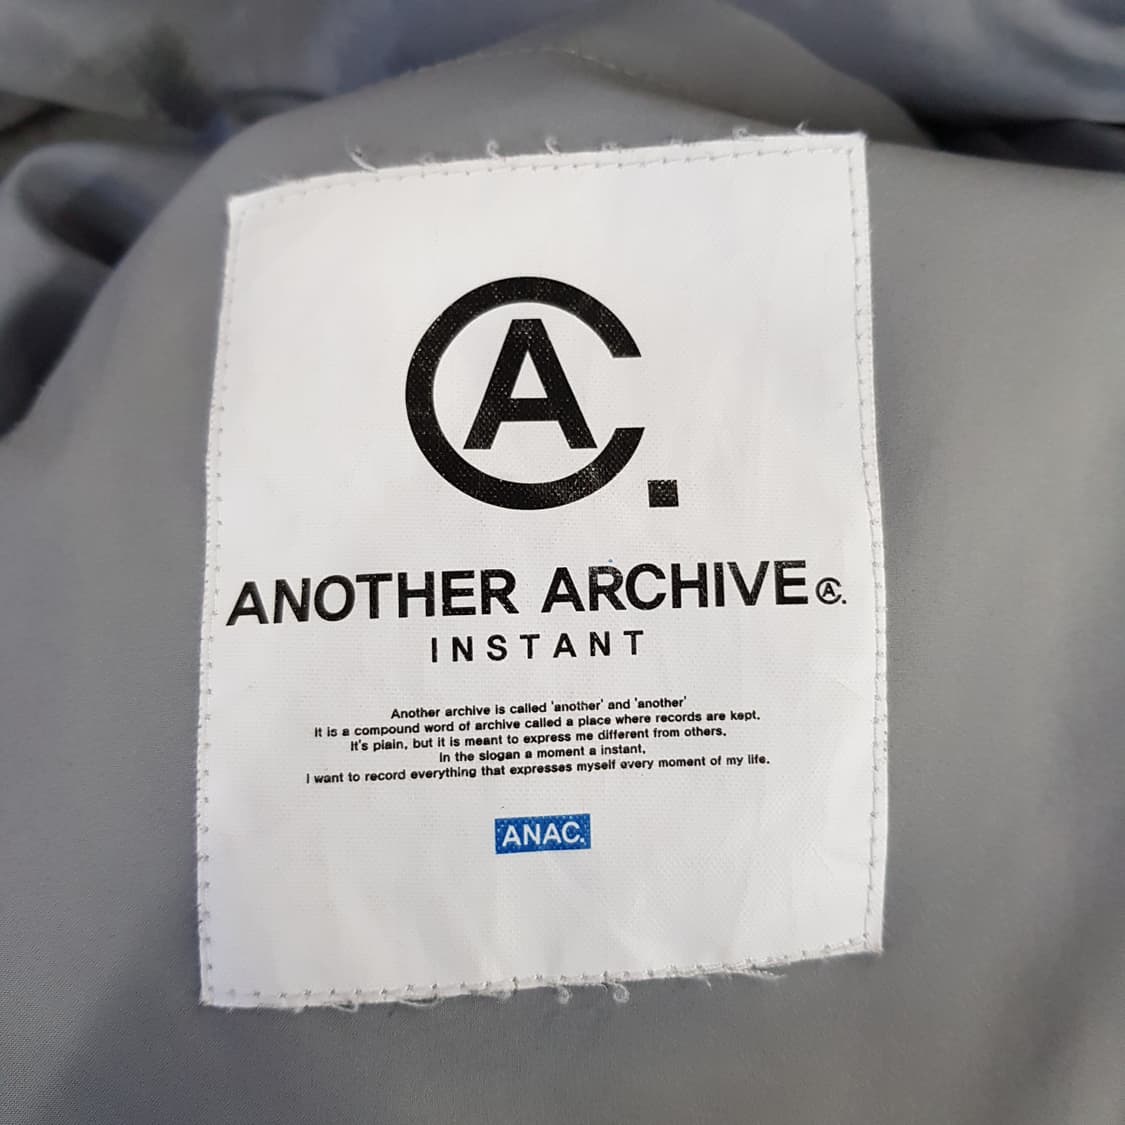 A
C.
ANOTHER ARCHIVE CA.
INSTANT
Another archive is called 'another' and 'another'
It is a compound word of archive called a place where records are kept.
It's plain, but it is meant to express me different from others.
In the slogan a moment a instant,
I want to record everything that expresses myself every moment of my life.
ANAC.